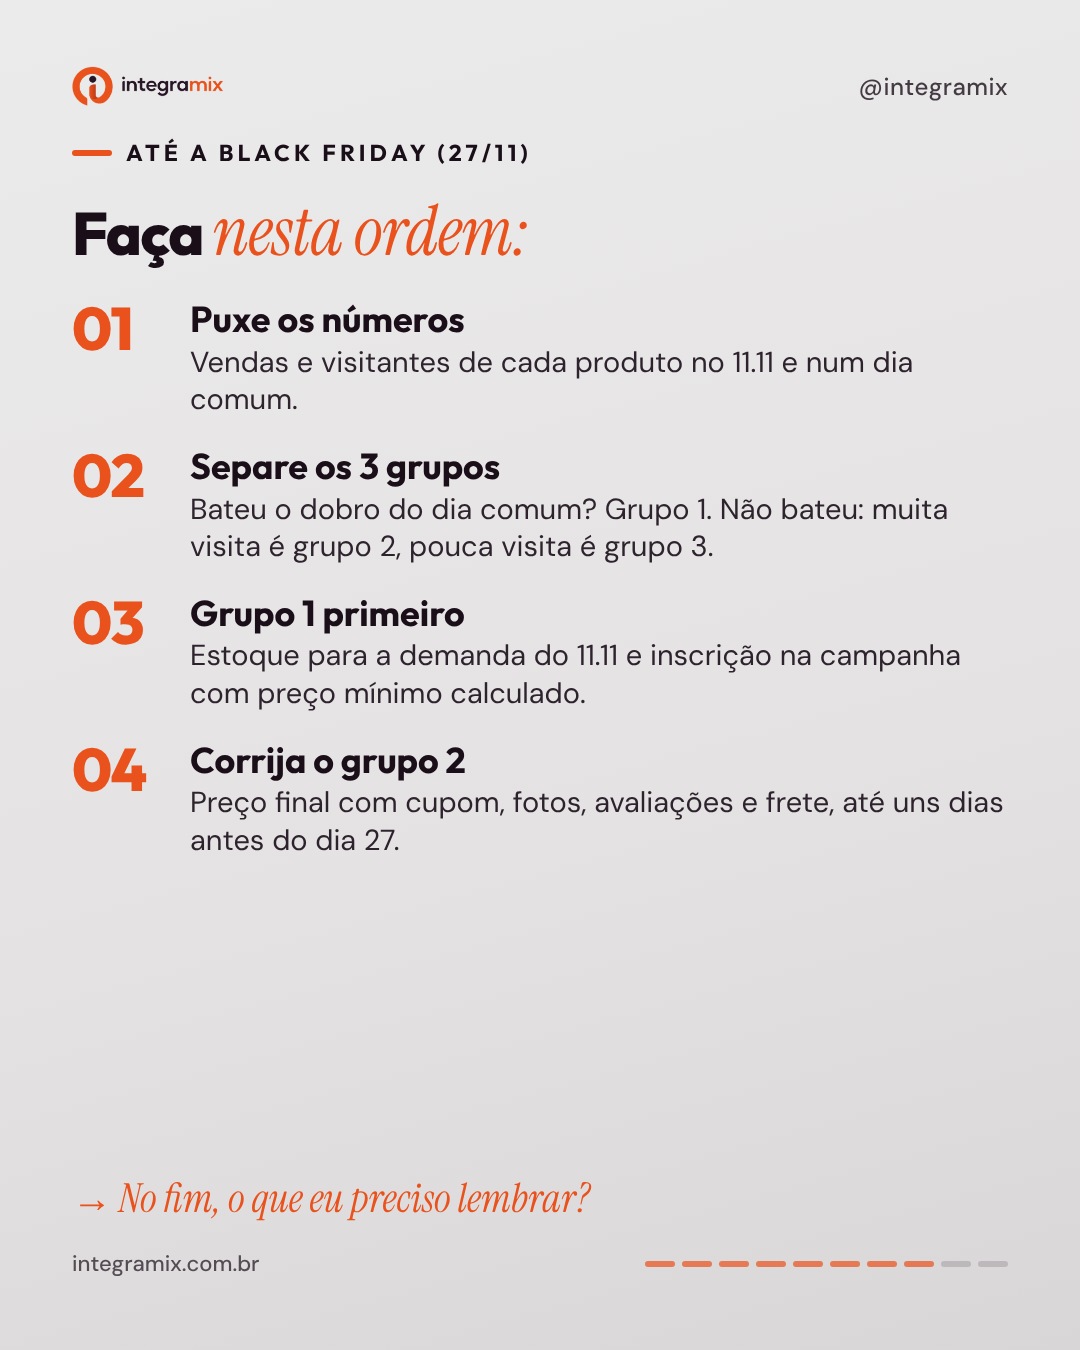 integramix
@integramix
ATÉ A BLACK FRIDAY (27/11)
Faça nesta ordem:
01
Puxe os números
Vendas e visitantes de cada produto no 11.11 e num dia
comum.
02
Separe os 3 grupos
Bateu o dobro do dia comum? Grupo 1. Não bateu: muita
visita é grupo 2, pouca visita é grupo 3.
03
Grupo 1 primeiro
Estoque para a demanda do 11.11 e inscrição na campanha
com preço mínimo calculado.
04
Corrija o grupo 2
Preço final com cupom, fotos, avaliações e frete, até uns dias
antes do dia 27.
→ No fim, o que eu preciso lembrar?
integramix.com.br